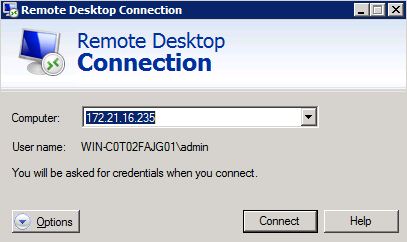 Remote Desktop Connection
Remote Desktop
Connection
Computer: 172.21.16.235
User name: WIN-C0T02FAJG01\admin
You will be asked for credentials when you connect.
Options Connect Help